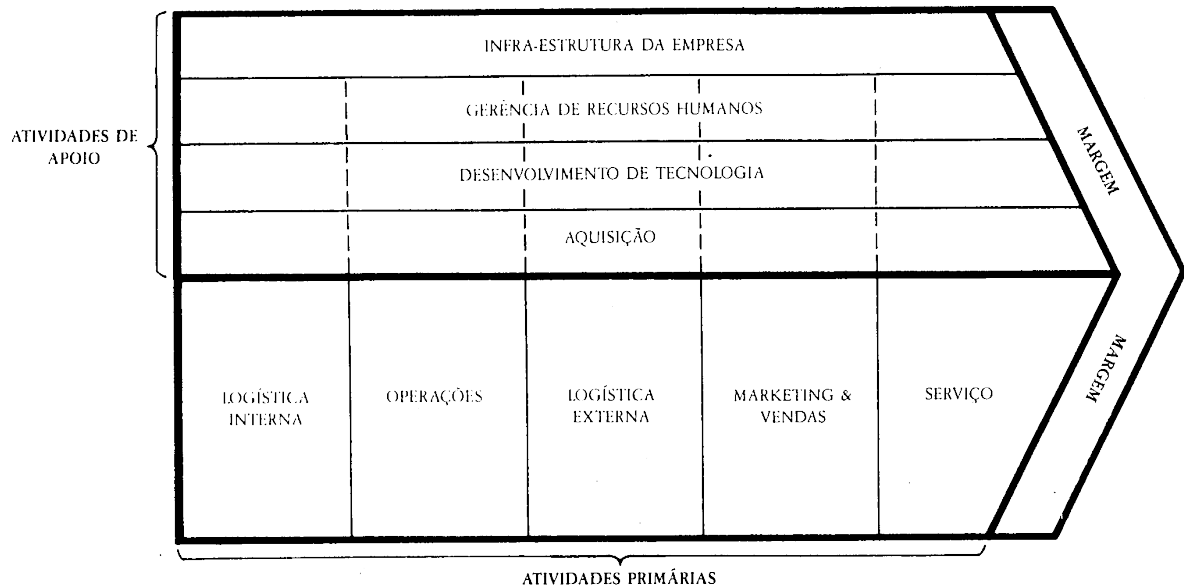 INFRA-ESTRUTURA DA EMPRESA
GERÊNCIA DE RECURSOS HUMANOS
ATIVIDADES DE
APOIO
DESENVOLVIMENTO DE TECNOLOGIA
AQUISIÇÃO
MARGEM
LOGÍSTICA
INTERNA
OPERAÇÕES
LOGÍSTICA
EXTERNA
MARKETING &
VENDAS
SERVIÇO
MARGEM
ATIVIDADES PRIMÁRIAS